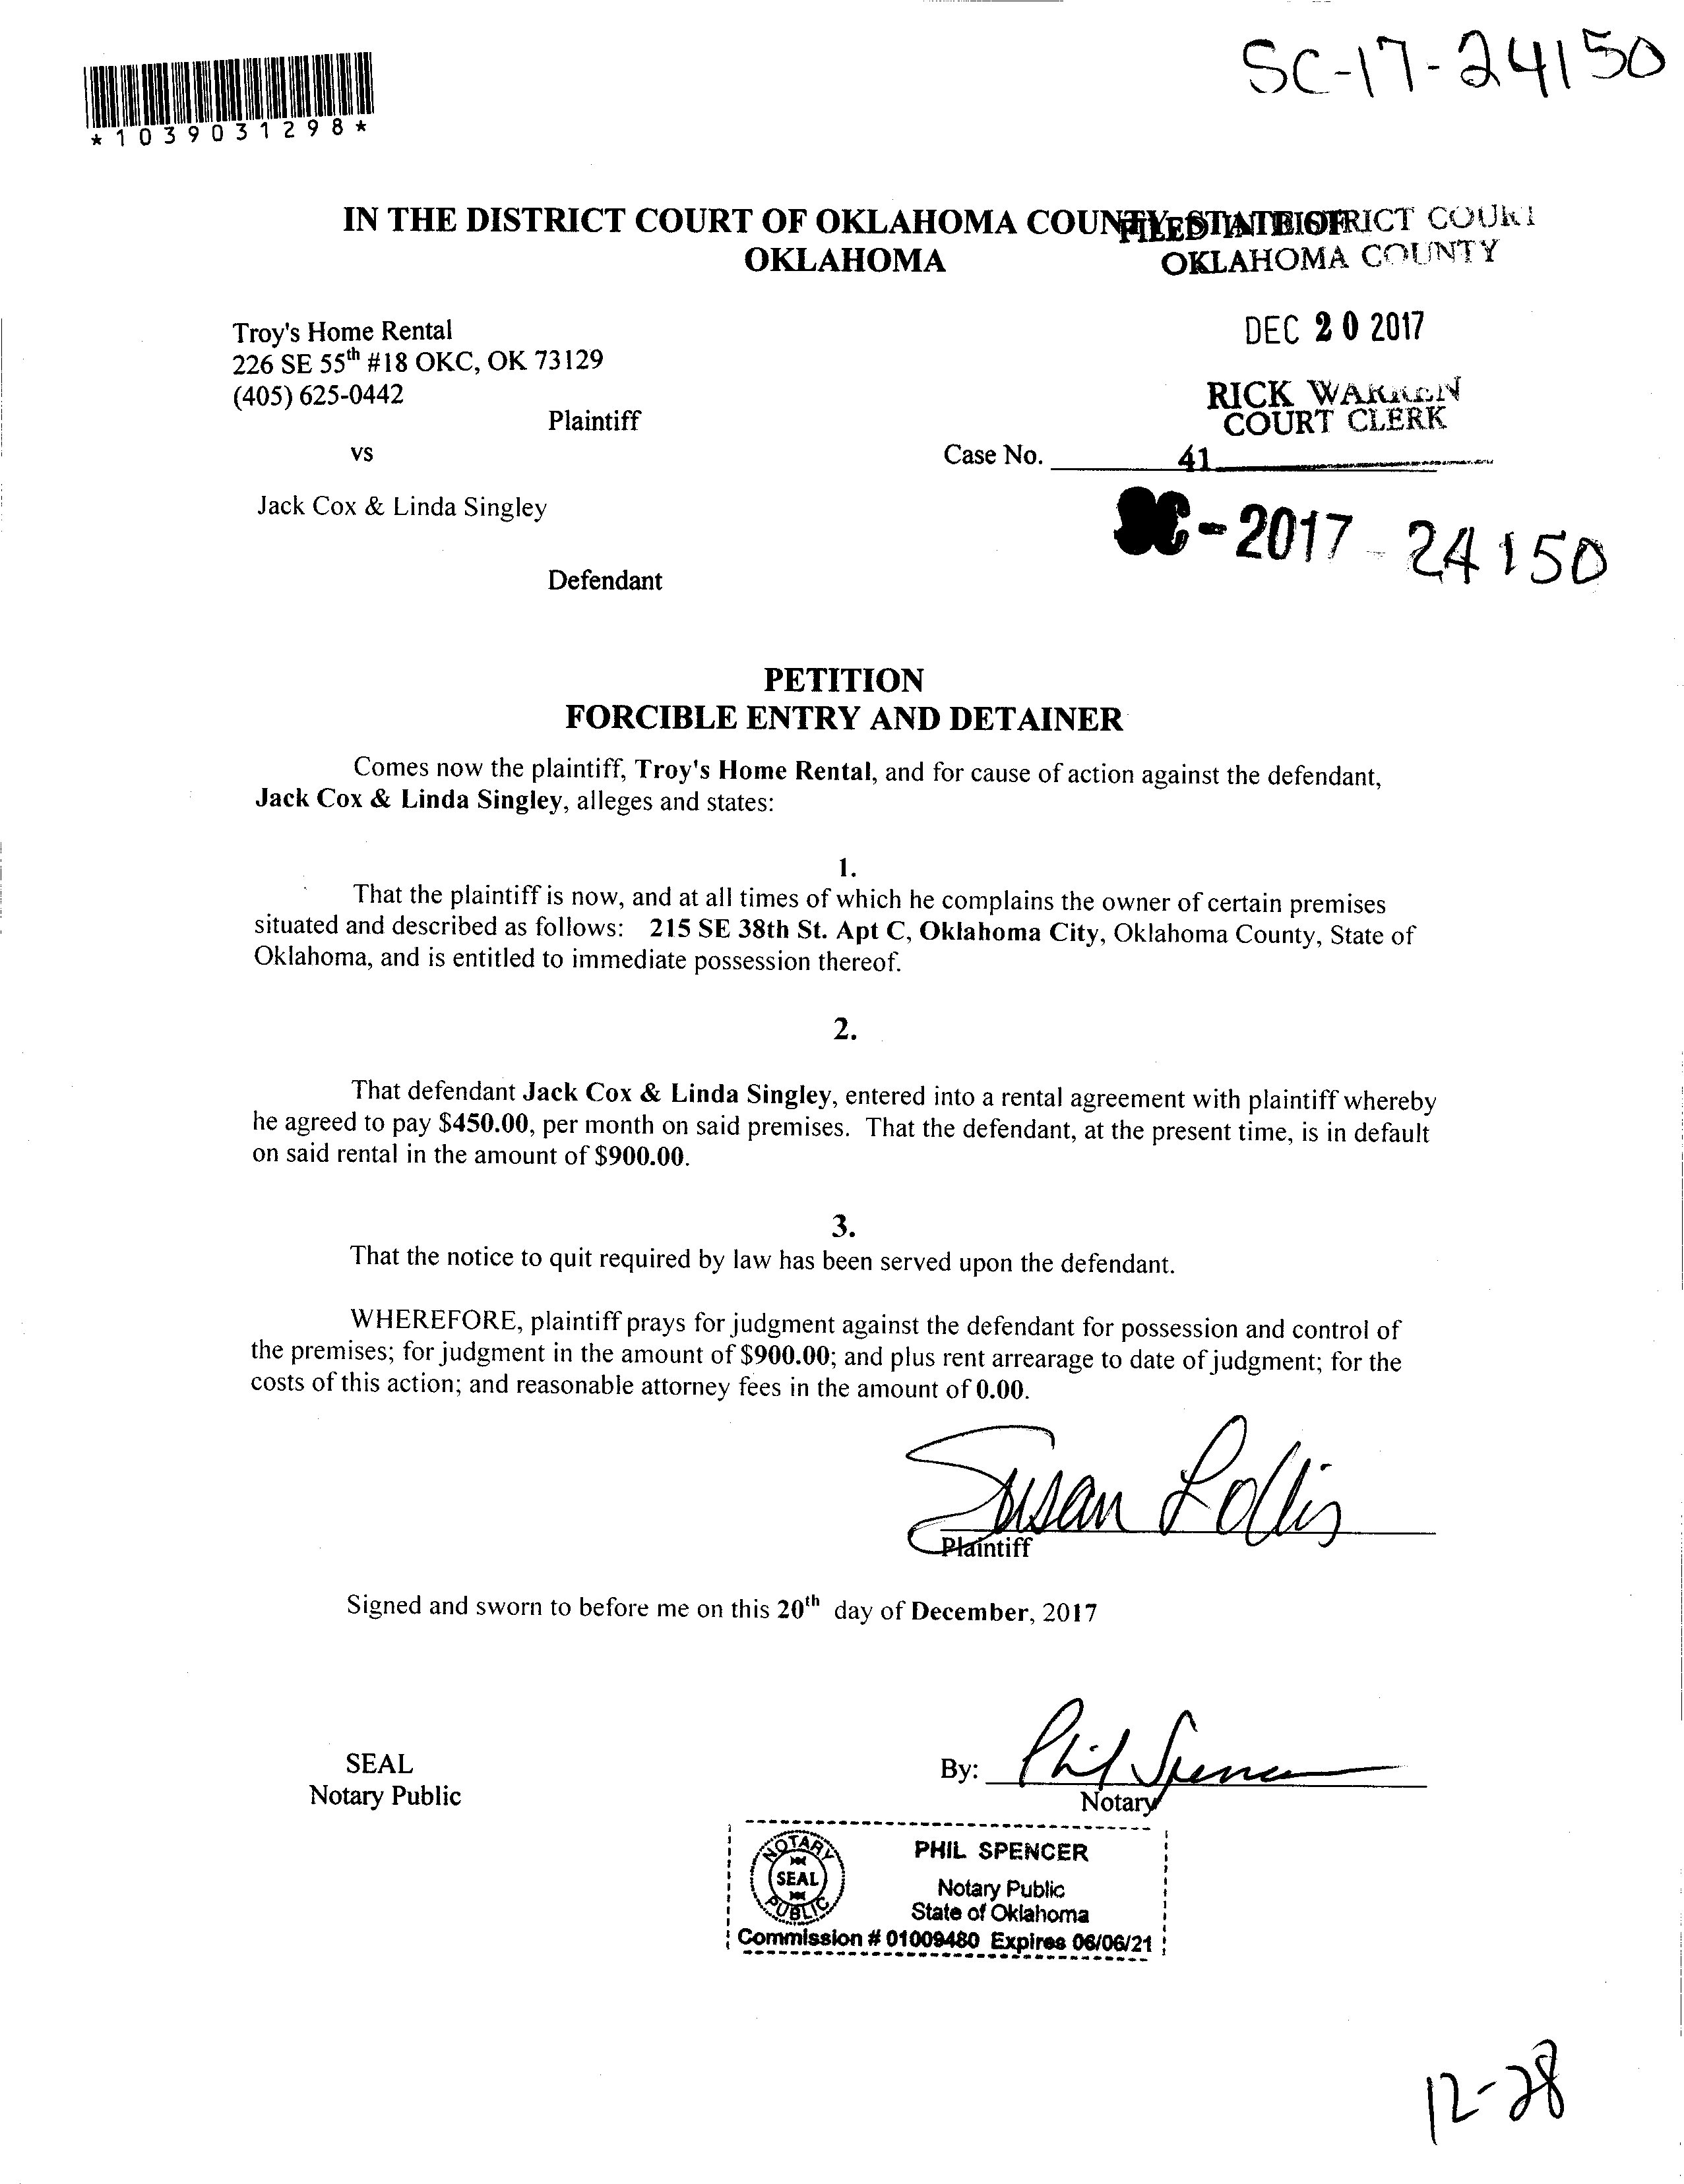 SC-17-24150
*1039031298*
IN THE DISTRICT COURT OF OKLAHOMA COUNTY, STATE OF
OKLAHOMA
FILED IN DISTRICT COURT
OKLAHOMA COUNTY
DEC 20 2017
RICK WARREN
COURT CLERK
41
Troy's Home Rental
226 SE 55th #18 OKC, OK 73129
(405) 625-0442
Plaintiff
vs
Case No.
Jack Cox & Linda Singley
SC-2017-24150
Defendant
PETITION
FORCIBLE ENTRY AND DETAINER
Comes now the plaintiff, Troy's Home Rental, and for cause of action against the defendant,
Jack Cox & Linda Singley, alleges and states:
1.
That the plaintiff is now, and at all times of which he complains the owner of certain premises
situated and described as follows: 215 SE 38th St. Apt C, Oklahoma City, Oklahoma County, State of
Oklahoma, and is entitled to immediate possession thereof.
2.
That defendant Jack Cox & Linda Singley, entered into a rental agreement with plaintiff whereby
he agreed to pay $450.00, per month on said premises. That the defendant, at the present time, is in default
on said rental in the amount of $900.00.
3.
That the notice to quit required by law has been served upon the defendant.
WHEREFORE, plaintiff prays for judgment against the defendant for possession and control of
the premises; for judgment in the amount of $900.00; and plus rent arrearage to date of judgment; for the
costs of this action; and reasonable attorney fees in the amount of 0.00.
Susan Lollis
Plaintiff
Signed and sworn to before me on this 20th day of December, 2017
SEAL
Notary Public
By: Phil Spencer
Notary
NOTARY
SEAL
PUBLIC
PHIL SPENCER
Notary Public
State of Oklahoma
Commission # 01009480 Expires 06/06/21
12-28